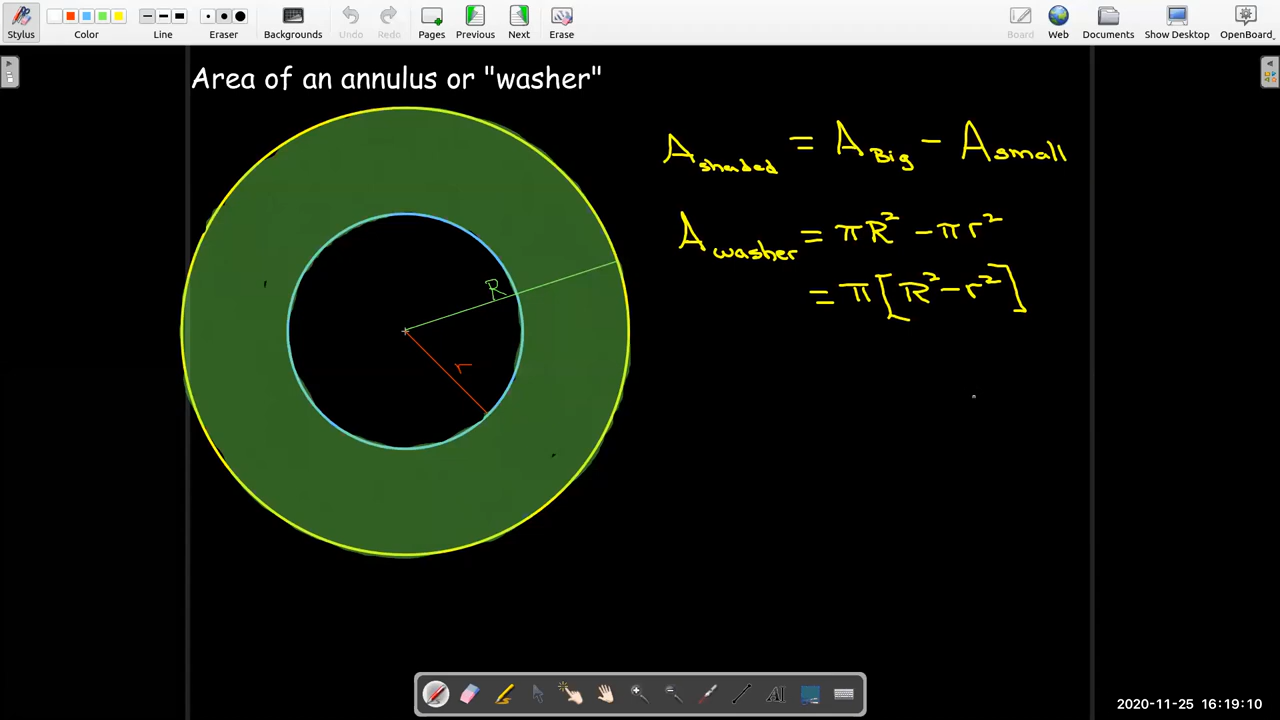 Stylus Color Line Eraser Backgrounds Undo Redo Pages Previous Next Erase Board Web Documents Show Desktop OpenBoard
Area of an annulus or "washer"
A shaded = A Big - A small
A washer = πR² - πr²
= π[R² - r²]
R
r
2020-11-25 16:19:10